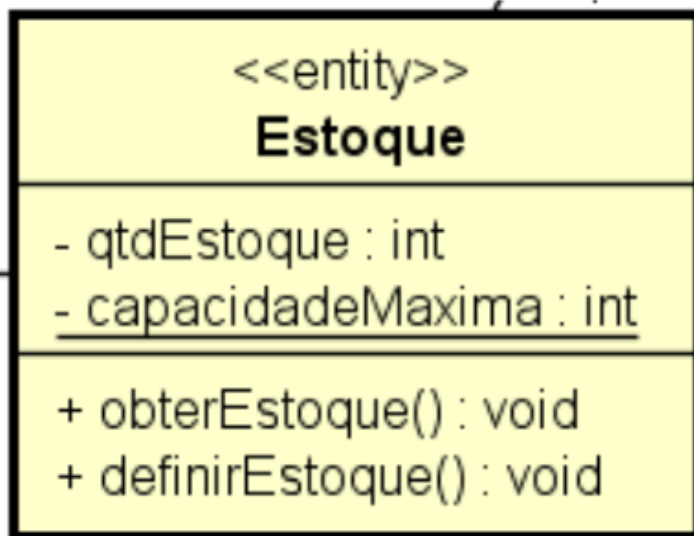 <<entity>>
Estoque
- qtdEstoque : int
- capacidadeMaxima : int
+ obterEstoque() : void
+ definirEstoque() : void